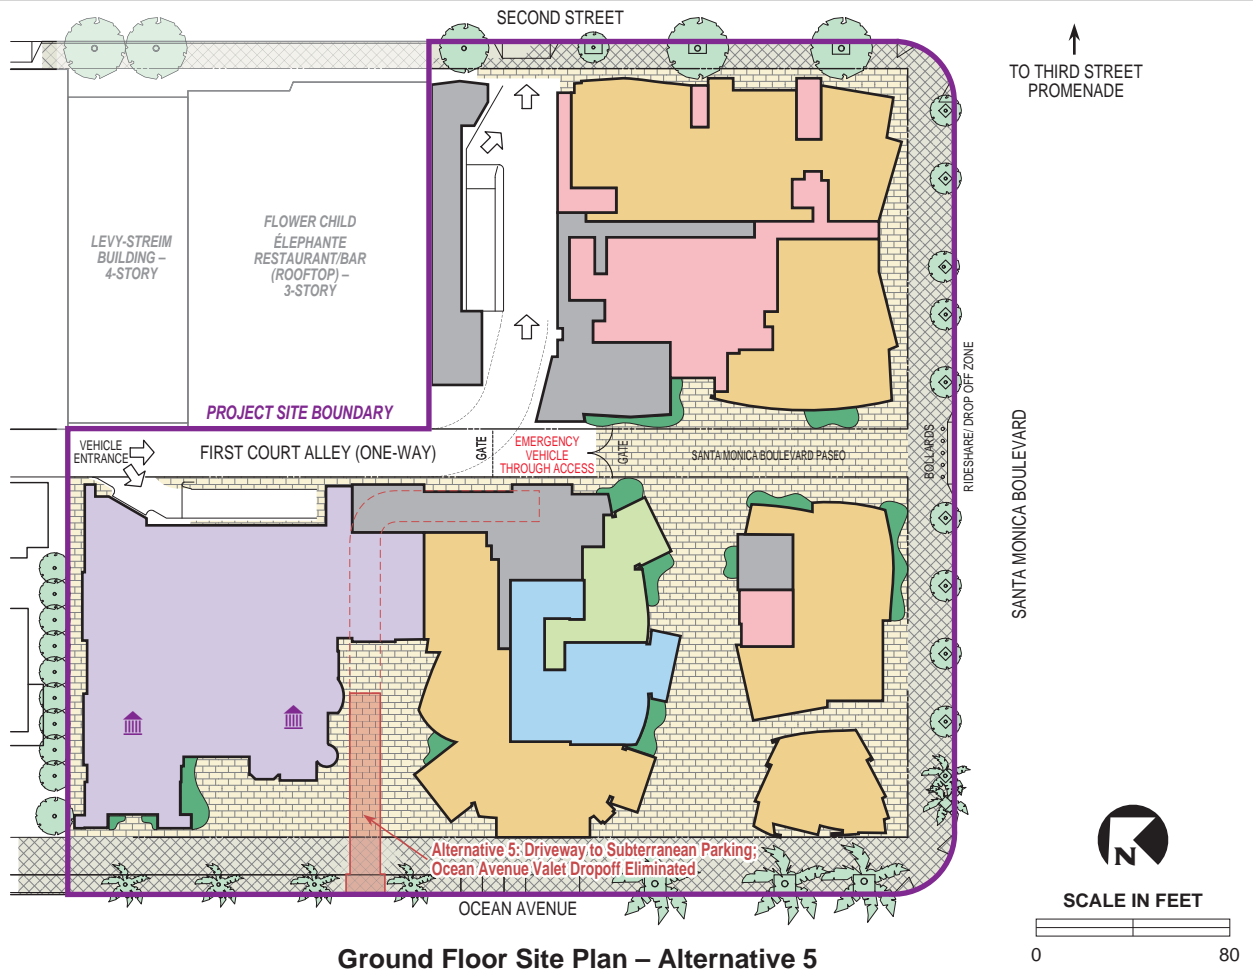 SECOND STREET
TO THIRD STREET
PROMENADE
LEVY-STREIM
BUILDING –
4-STORY
FLOWER CHILD
ÉLEPHANTE
RESTAURANT/BAR
(ROOFTOP) –
3-STORY
PROJECT SITE BOUNDARY
VEHICLE
ENTRANCE
FIRST COURT ALLEY (ONE-WAY)
GATE
EMERGENCY
VEHICLE
THROUGH ACCESS
GATE
SANTA MONICA BOULEVARD PASEO
BOLLARDS
RIDESHARE/ DROP OFF ZONE
SANTA MONICA BOULEVARD
Alternative 5: Driveway to Subterranean Parking;
Ocean Avenue Valet Dropoff Eliminated
OCEAN AVENUE
N
SCALE IN FEET
0 80
Ground Floor Site Plan – Alternative 5